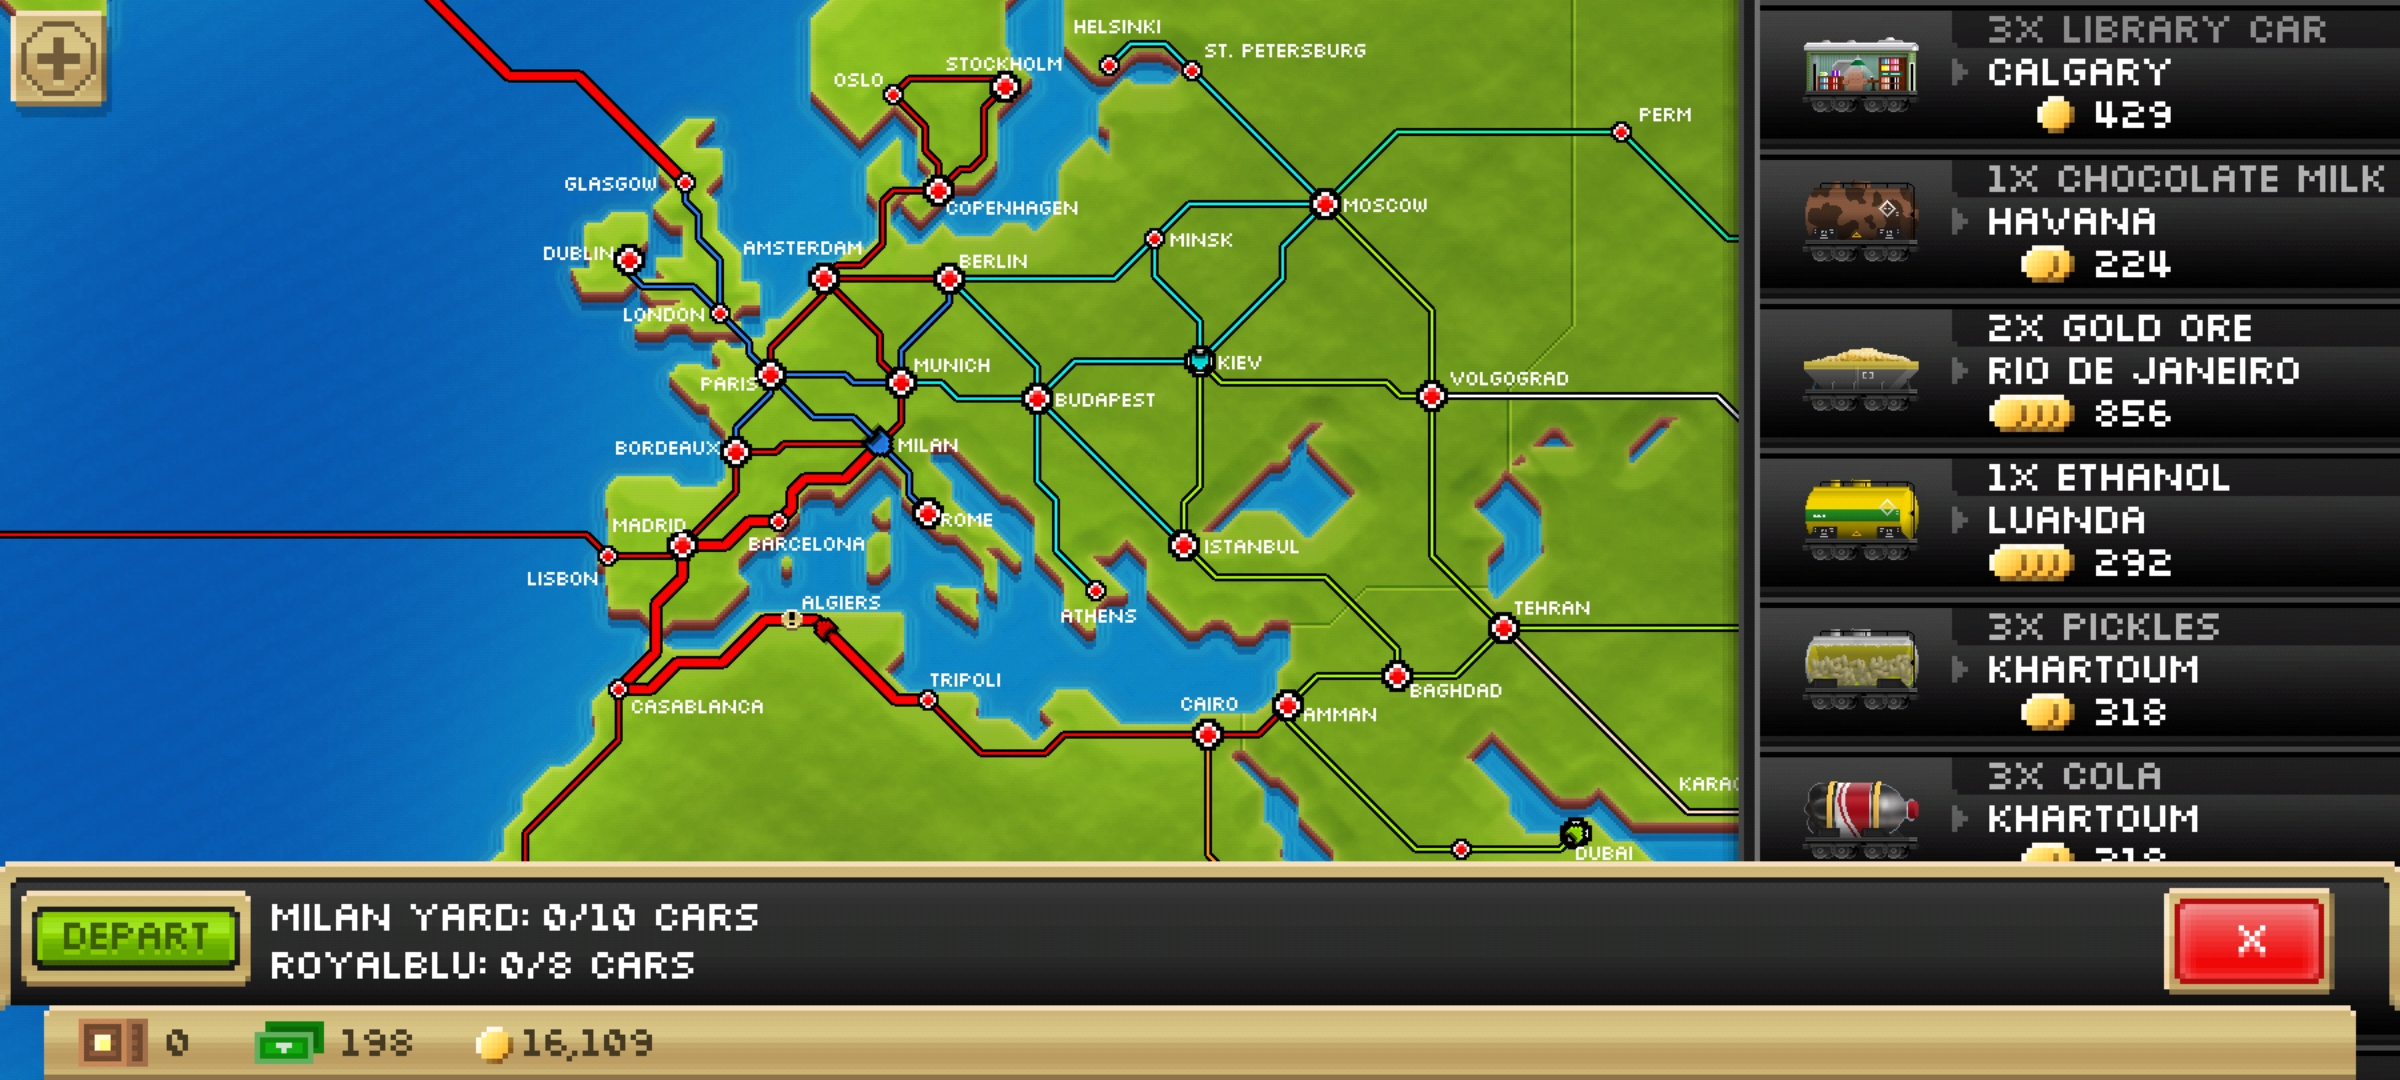 HELSINKI
ST. PETERSBURG
STOCKHOLM
OSLO
PERM
GLASGOW
COPENHAGEN
MOSCOW
MINSK
DUBLIN
AMSTERDAM
BERLIN
LONDON
KIEV
MUNICH
PARIS
BUDAPEST
VOLGOGRAD
BORDEAUX
MILAN
MADRID
ROME
BARCELONA
ISTANBUL
LISBON
ALGIERS
ATHENS
TEHRAN
TRIPOLI
BAGHDAD
CASABLANCA
CAIRO
AMMAN
KARAC
DUBAI
3X LIBRARY CAR
CALGARY
429
1X CHOCOLATE MILK
HAVANA
224
2X GOLD ORE
RIO DE JANEIRO
856
1X ETHANOL
LUANDA
292
3X PICKLES
KHARTOUM
318
3X COLA
KHARTOUM
DEPART
MILAN YARD: 0/10 CARS
ROYALBLU: 0/8 CARS
X
0
198
16,109